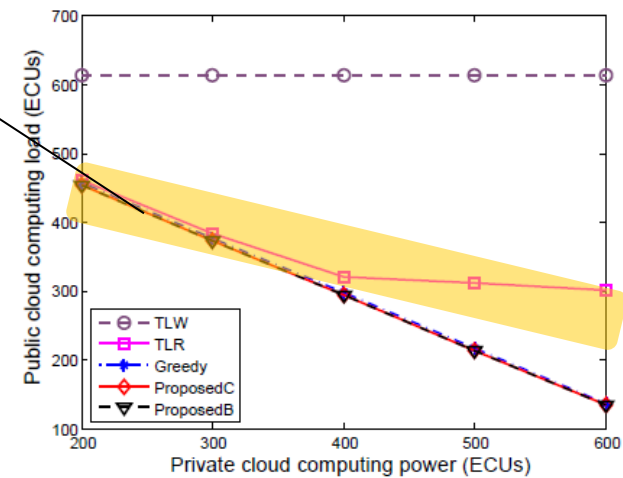 700
600
500
400
300
200
100
Public cloud computing load (ECUs)
TLW
TLR
Greedy
ProposedC
ProposedB
200 300 400 500 600
Private cloud computing power (ECUs)